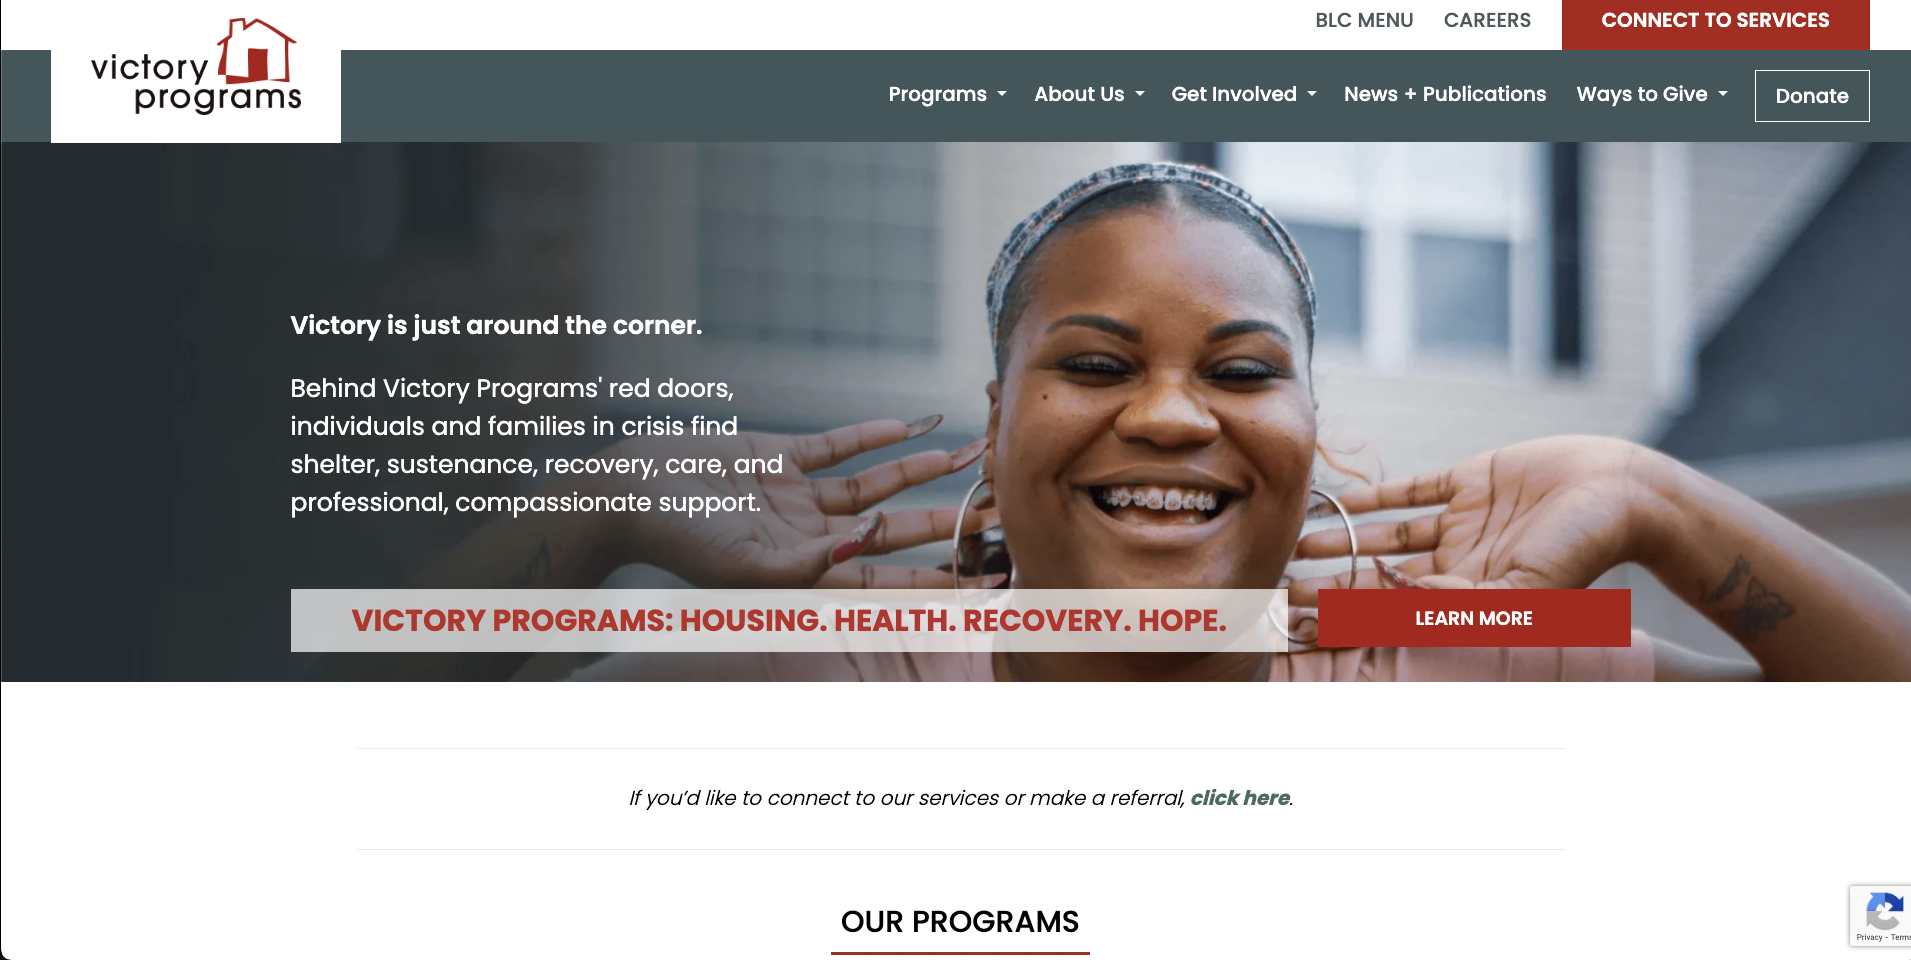 BLC MENU CAREERS CONNECT TO SERVICES
victory
programs
Programs About Us Get Involved News + Publications Ways to Give Donate
Victory is just around the corner.
Behind Victory Programs' red doors,
individuals and families in crisis find
shelter, sustenance, recovery, care, and
professional, compassionate support.
VICTORY PROGRAMS: HOUSING. HEALTH. RECOVERY. HOPE.
LEARN MORE
If you’d like to connect to our services or make a referral, click here.
OUR PROGRAMS
Privacy - Terms